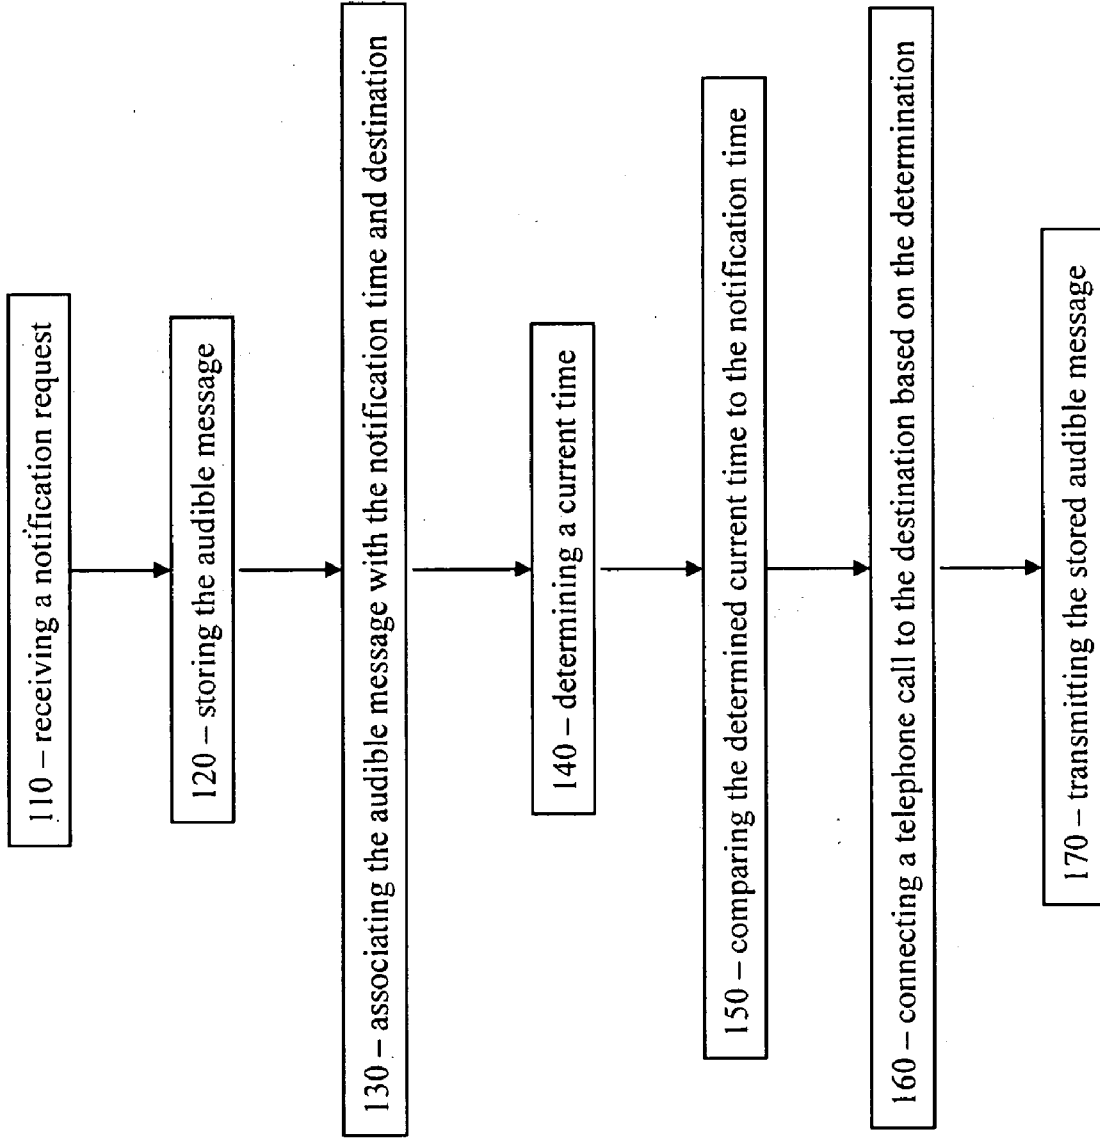 110 – receiving a notification request
120 – storing the audible message
130 – associating the audible message with the notification time and destination
140 – determining a current time
150 – comparing the determined current time to the notification time
160 – connecting a telephone call to the destination based on the determination
170 – transmitting the stored audible message